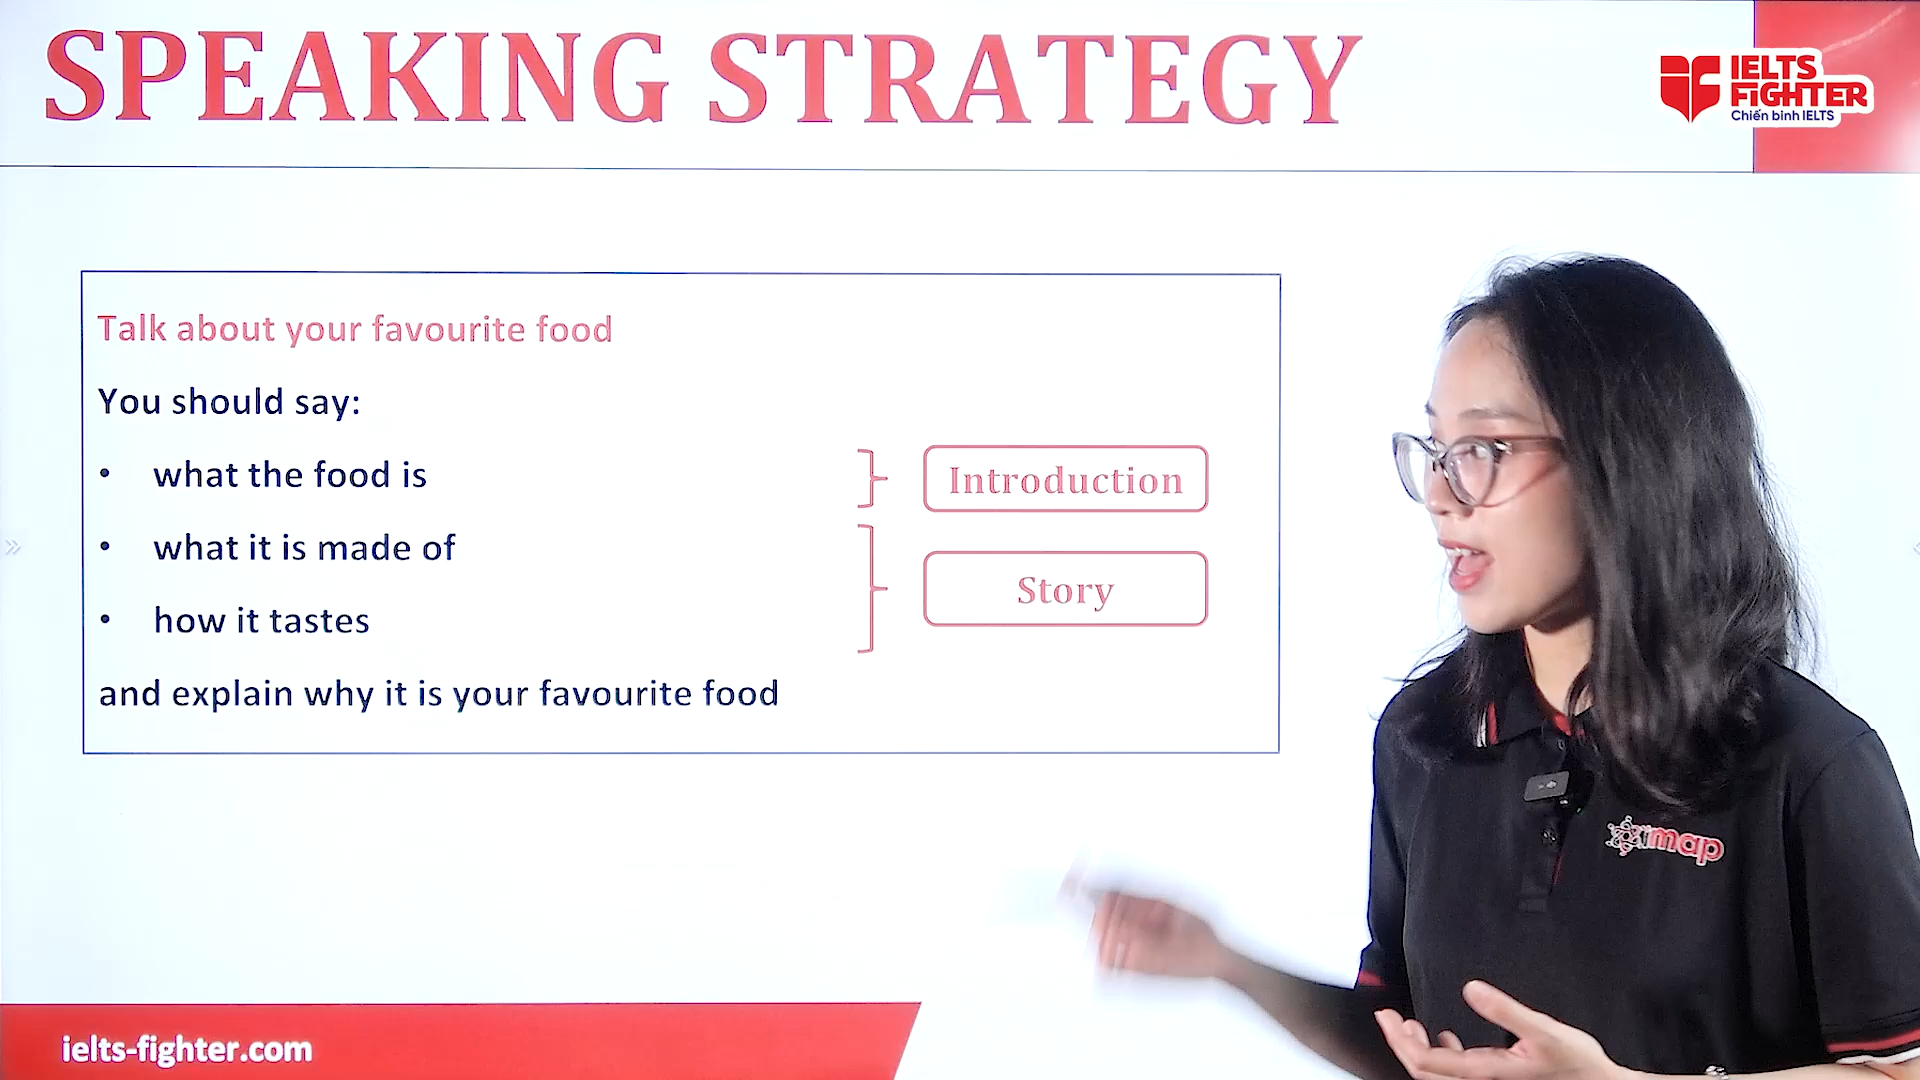 SPEAKING STRATEGY
IELTS
FIGHTER
Chiến binh IELTS
Talk about your favourite food
You should say:
• what the food is
• what it is made of
• how it tastes
and explain why it is your favourite food
Introduction
Story
imap
ielts-fighter.com